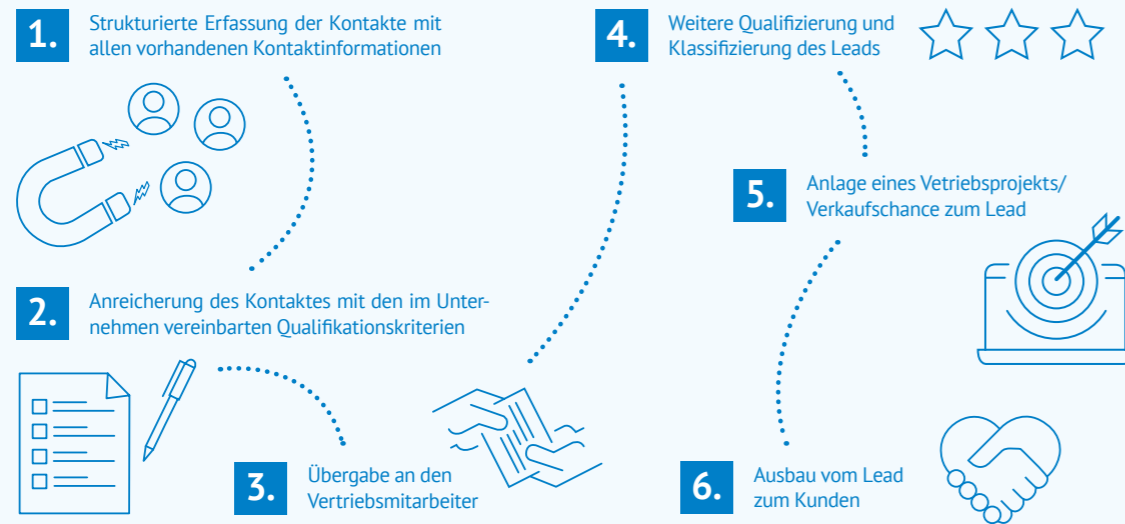 1.
Strukturierte Erfassung der Kontakte mit
allen vorhandenen Kontaktinformationen
2.
Anreicherung des Kontaktes mit den im Unter-
nehmen vereinbarten Qualifikationskriterien
3.
Übergabe an den
Vertriebsmitarbeiter
4.
Weitere Qualifizierung und
Klassifizierung des Leads
5.
Anlage eines Vetriebsprojekts/
Verkaufschance zum Lead
6.
Ausbau vom Lead
zum Kunden